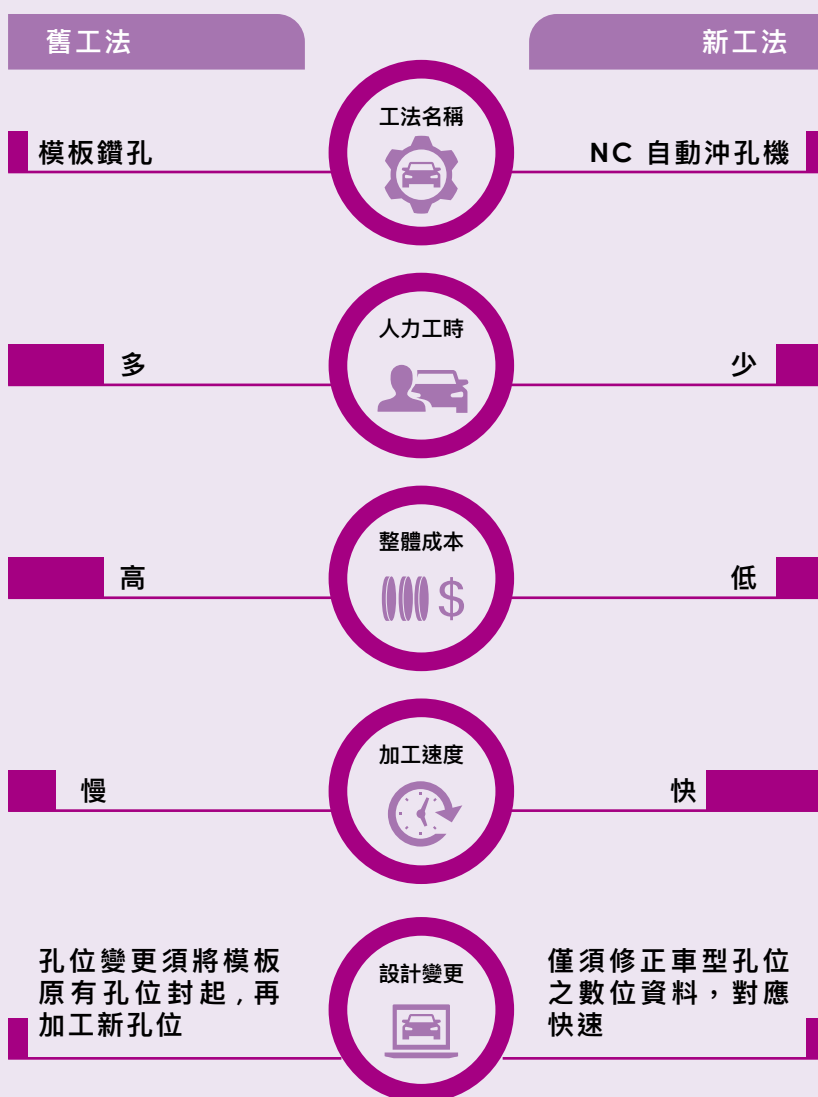 舊工法
新工法
工法名稱
模板鑽孔
NC 自動沖孔機
人力工時
多
少
整體成本
高
$
低
加工速度
慢
快
設計變更
孔位變更須將模板
原有孔位封起,再
加工新孔位
僅須修正車型孔位
之數位資料，對應
快速